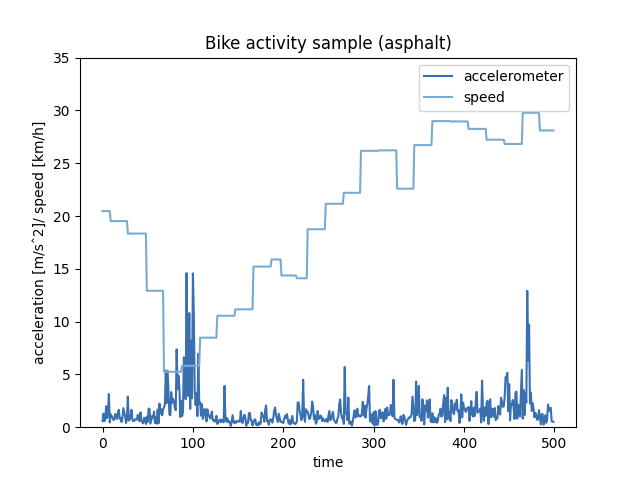 Bike activity sample (asphalt)
accelerometer
speed
acceleration [m/sˆ2]/ speed [km/h]
35
30
25
20
15
10
5
0
0 100 200 300 400 500
time